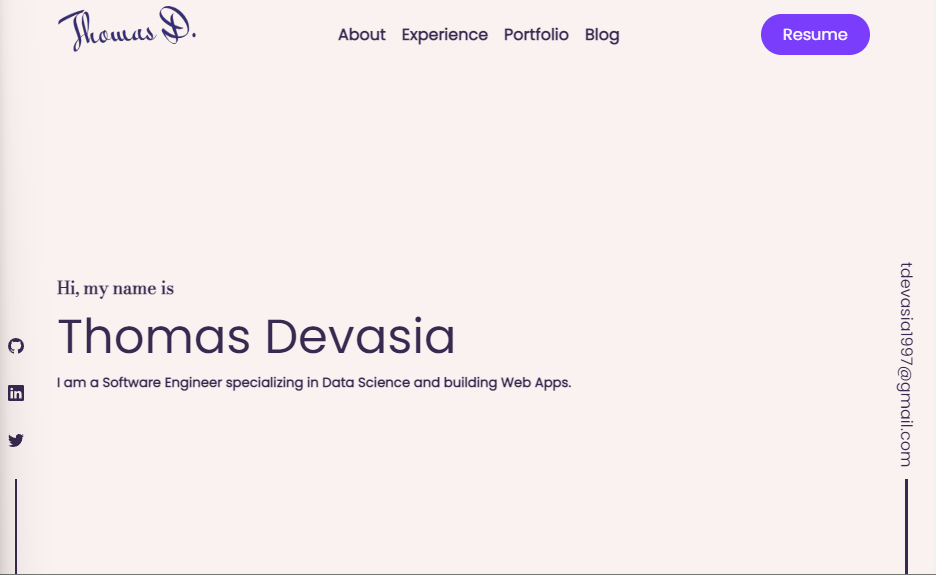 Thomas D.
About Experience Portfolio Blog
Resume
Hi, my name is
Thomas Devasia
I am a Software Engineer specializing in Data Science and building Web Apps.
in
tdevasia1997@gmail.com